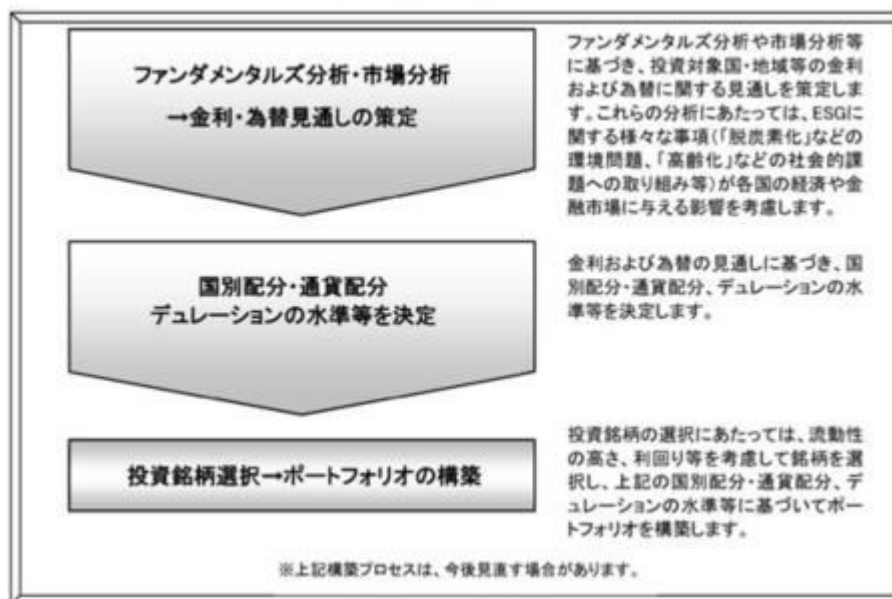 ファンダメンタルズ分析・市場分析
→金利・為替見通しの策定
ファンダメンタルズ分析や市場分析等
に基づき、投資対象国・地域等の金利
および為替に関する見通しを策定しま
す。これらの分析にあたっては、ESGに
関する様々な事項(「脱炭素化」などの
環境問題、「高齢化」などの社会的課
題への取り組み等)が各国の経済や金
融市場に与える影響を考慮します。
国別配分・通貨配分
デュレーションの水準等を決定
金利および為替の見通しに基づき、国
別配分・通貨配分、デュレーションの水
準等を決定します。
投資銘柄選択→ポートフォリオの構築
投資銘柄の選択にあたっては、流動性
の高さ、利回り等を考慮して銘柄を選
択し、上記の国別配分・通貨配分、デ
ュレーションの水準等に基づいてポー
トフォリオを構築します。
※上記構築プロセスは、今後見直す場合があります。